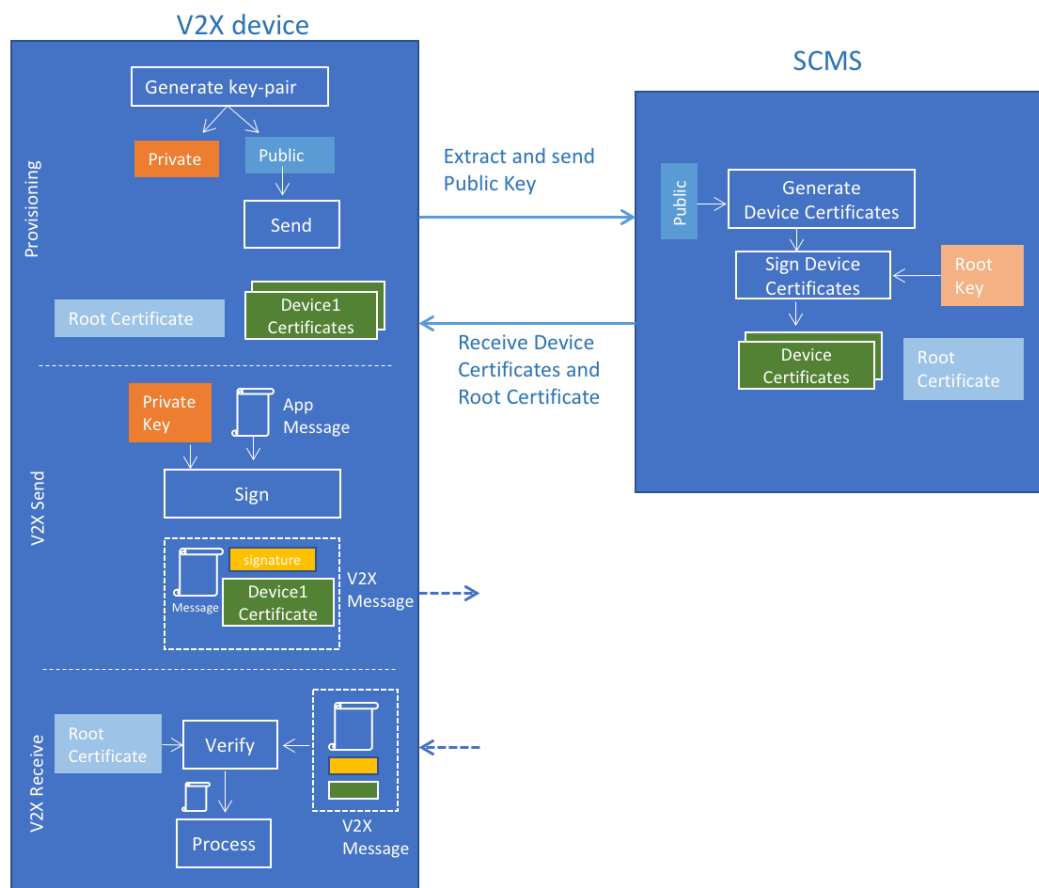 V2X device
Provisioning
Generate key-pair
Private
Public
Send
Root Certificate
Device1
Certificates
Extract and send
Public Key
Receive Device
Certificates and
Root Certificate
SCMS
Public
Generate
Device Certificates
Sign Device
Certificates
Root
Key
Device
Certificates
Root
Certificate
V2X Send
Private
Key
App
Message
Sign
Message
signature
Device1
Certificate
V2X
Message
V2X Receive
Root
Certificate
Verify
Process
V2X
Message